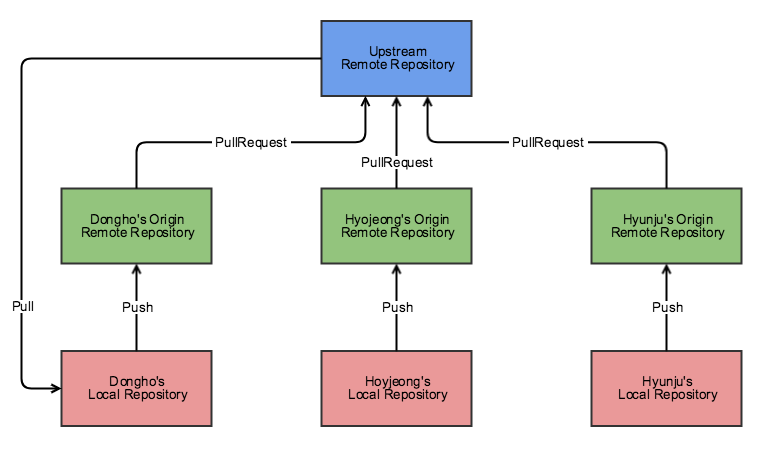 Upstream
Remote Repository
PullRequest
PullRequest
PullRequest
Dongho's Origin
Remote Repository
Hyojeong's Origin
Remote Repository
Hyunju's Origin
Remote Repository
Pull
Push
Push
Push
Dongho's
Local Repository
Hoyjeong's
Local Repository
Hyunju's
Local Repository